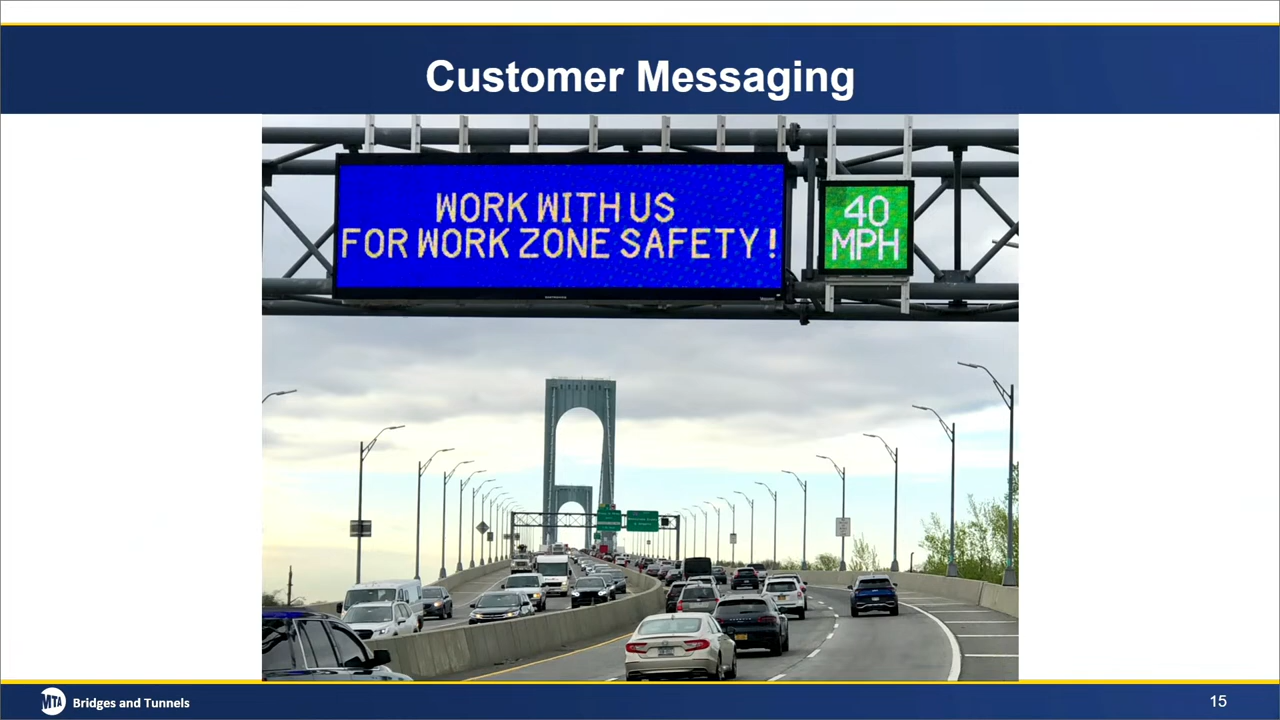 Customer Messaging
WORK WITH US
FOR WORK ZONE SAFETY!
40
MPH
MTA Bridges and Tunnels
15